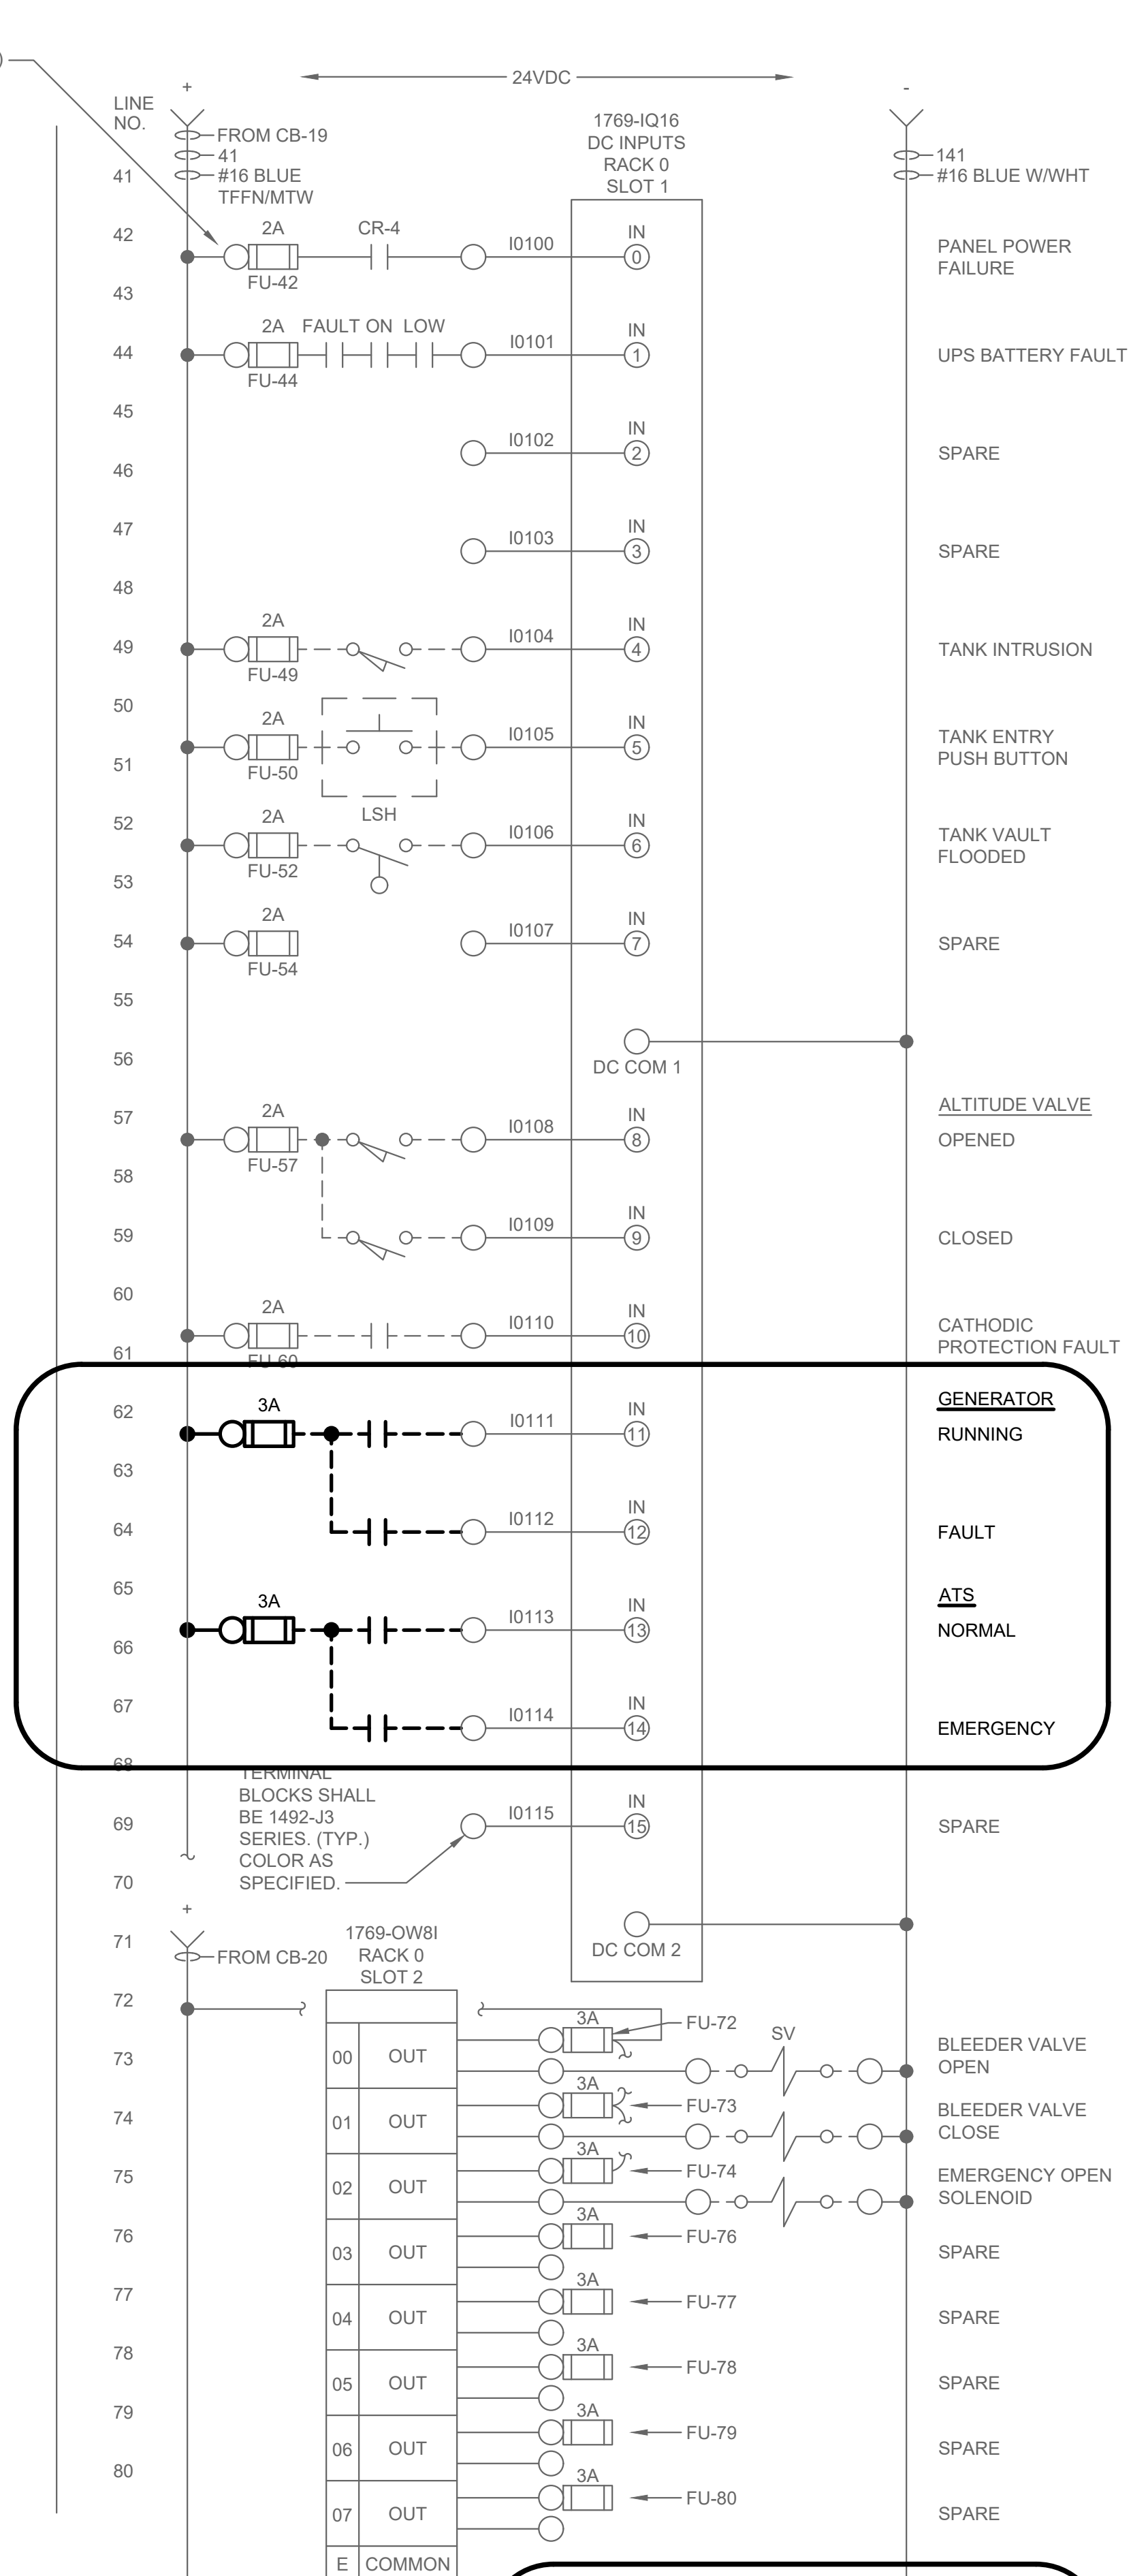 )
24VDC
+
-
LINE
NO.
FROM CB-19
41
#16 BLUE
TFFN/MTW
1769-IQ16
DC INPUTS
RACK 0
SLOT 1
141
#16 BLUE W/WHT
41
42
2A
FU-42
CR-4
I0100
IN
0
PANEL POWER
FAILURE
43
44
2A
FU-44
FAULT ON LOW
I0101
IN
1
UPS BATTERY FAULT
45
I0102
IN
2
SPARE
46
47
I0103
IN
3
SPARE
48
49
2A
FU-49
I0104
IN
4
TANK INTRUSION
50
2A
FU-50
I0105
IN
5
TANK ENTRY
PUSH BUTTON
51
52
2A
FU-52
LSH
I0106
IN
6
TANK VAULT
FLOODED
53
54
2A
FU-54
I0107
IN
7
SPARE
55
56
DC COM 1
57
2A
FU-57
I0108
IN
8
ALTITUDE VALVE
OPENED
58
59
I0109
IN
9
CLOSED
60
2A
FU-60
I0110
IN
10
CATHODIC
PROTECTION FAULT
61
62
3A
I0111
IN
11
GENERATOR
RUNNING
63
64
I0112
IN
12
FAULT
65
3A
I0113
IN
13
ATS
NORMAL
66
67
I0114
IN
14
EMERGENCY
68
TERMINAL
BLOCKS SHALL
BE 1492-J3
SERIES. (TYP.)
COLOR AS
SPECIFIED.
69
I0115
IN
15
SPARE
70
+
71
FROM CB-20
1769-OW8I
RACK 0
SLOT 2
DC COM 2
72
3A
FU-72
00
OUT
SV
BLEEDER VALVE
OPEN
73
3A
FU-73
01
OUT
BLEEDER VALVE
CLOSE
74
3A
FU-74
02
OUT
EMERGENCY OPEN
SOLENOID
75
76
3A
FU-76
03
OUT
SPARE
77
3A
FU-77
04
OUT
SPARE
78
3A
FU-78
05
OUT
SPARE
79
3A
FU-79
06
OUT
SPARE
80
3A
FU-80
07
OUT
SPARE
E
COMMON